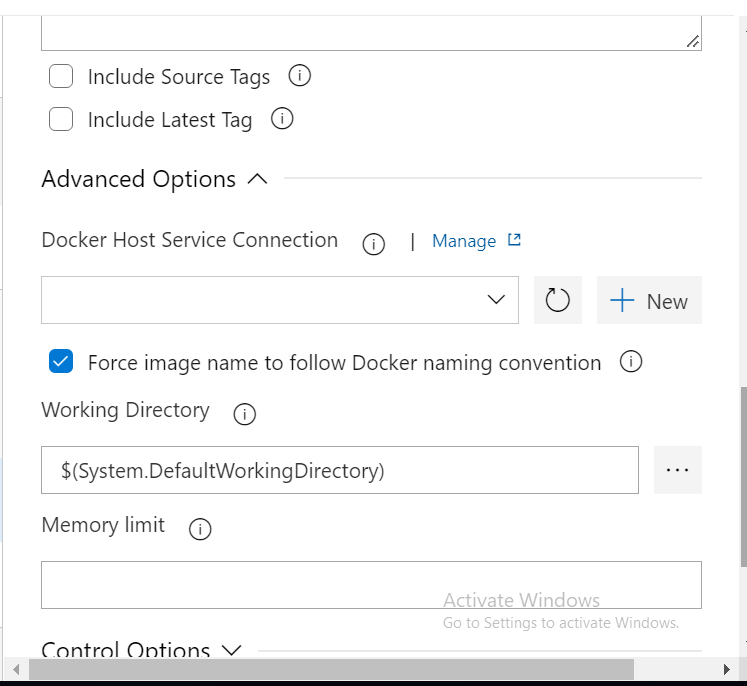 Include Source Tags
Include Latest Tag
Advanced Options
Docker Host Service Connection | Manage
New
Force image name to follow Docker naming convention
Working Directory
$(System.DefaultWorkingDirectory)
...
Memory limit
Activate Windows
Go to Settings to activate Windows.
Control Options